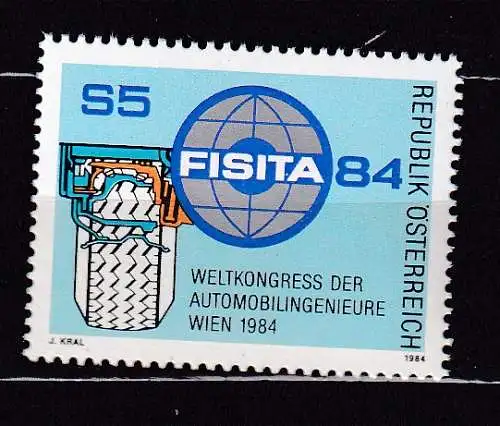 S5
FISITA 84
REPUBLIK ÖSTERREICH
WELTKONGRESS DER
AUTOMOBILINGENIEURE
WIEN 1984
J. KRAL
1984